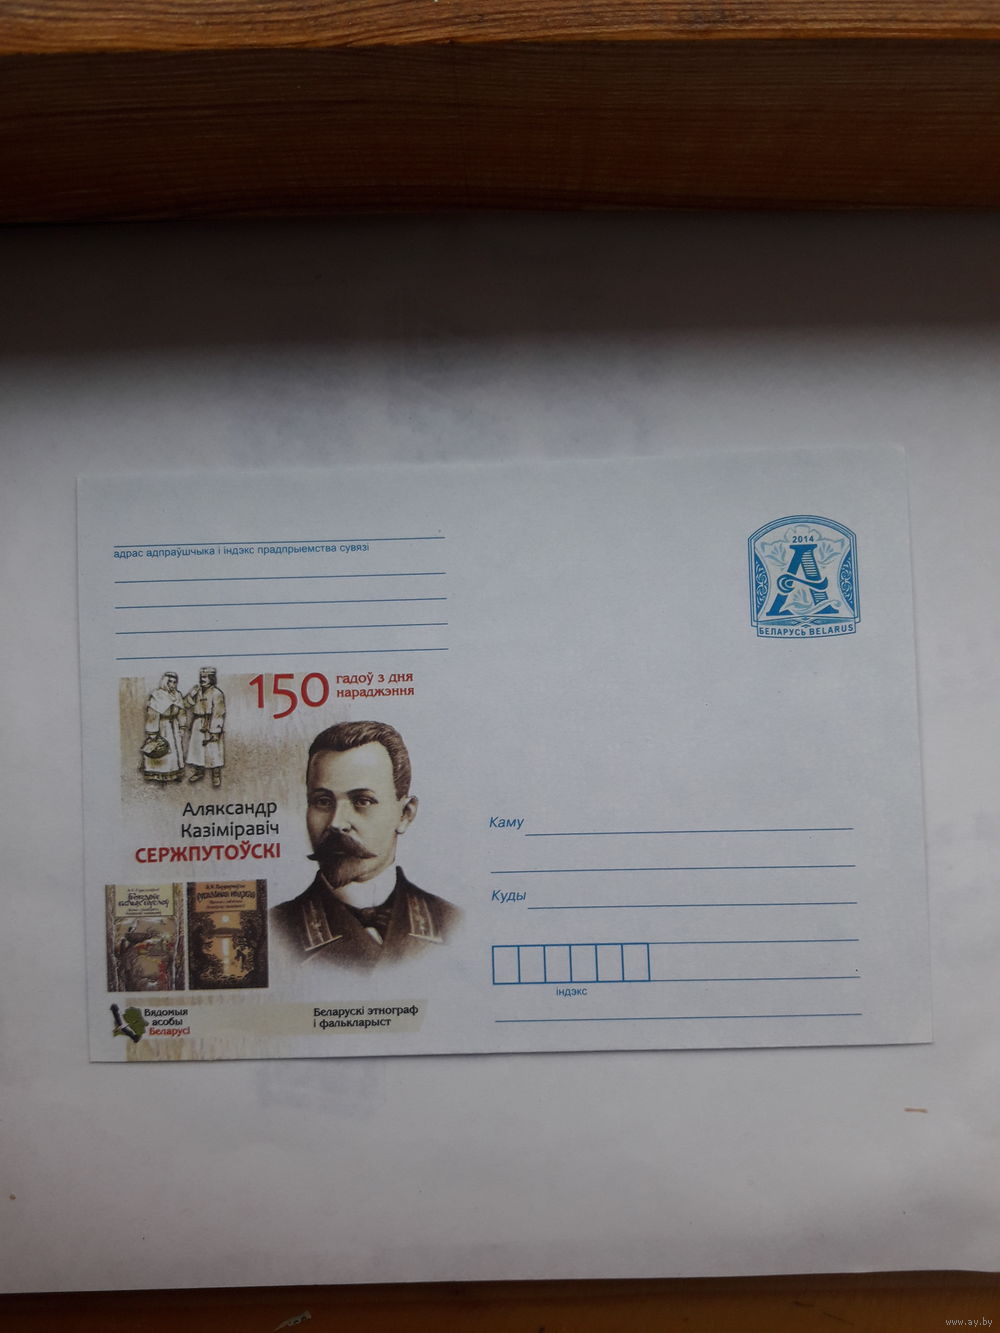 адрас адпраўшчыка і індэкс прадпрыемства сувязі
2014
А
БЕЛАРУСЬ BELARUS
150 гадоў з дня
нараджэння
Аляксандр
Казіміравіч
СЕРЖПУТОЎСКІ
Вядомыя
асобы
Беларусі
Беларускі этнограф
і фалькларыст
Каму
Куды
індэкс
www.ay.by